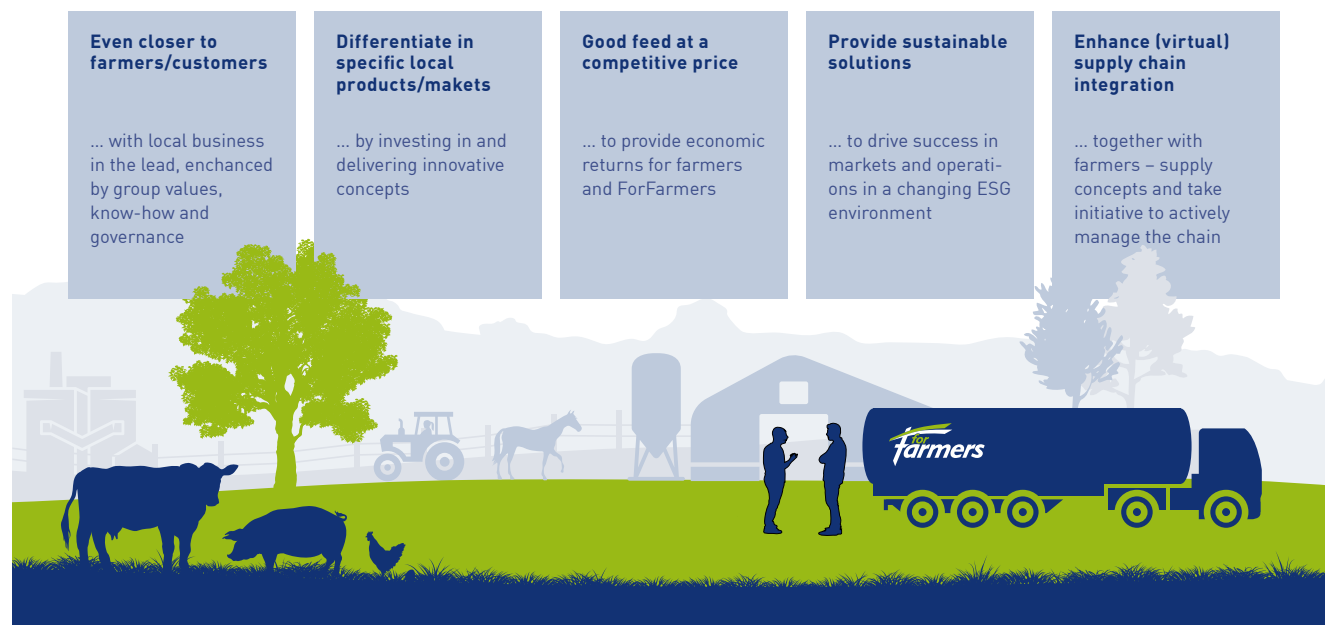 Even closer to
farmers/customers
... with local business
in the lead, enchanced
by group values,
know-how and
governance
Differentiate in
specific local
products/makets
... by investing in and
delivering innovative
concepts
Good feed at a
competitive price
... to provide economic
returns for farmers
and ForFarmers
Provide sustainable
solutions
... to drive success in
markets and operati-
ons in a changing ESG
environment
Enhance (virtual)
supply chain
integration
... together with
farmers – supply
concepts and take
initiative to actively
manage the chain
for
farmers